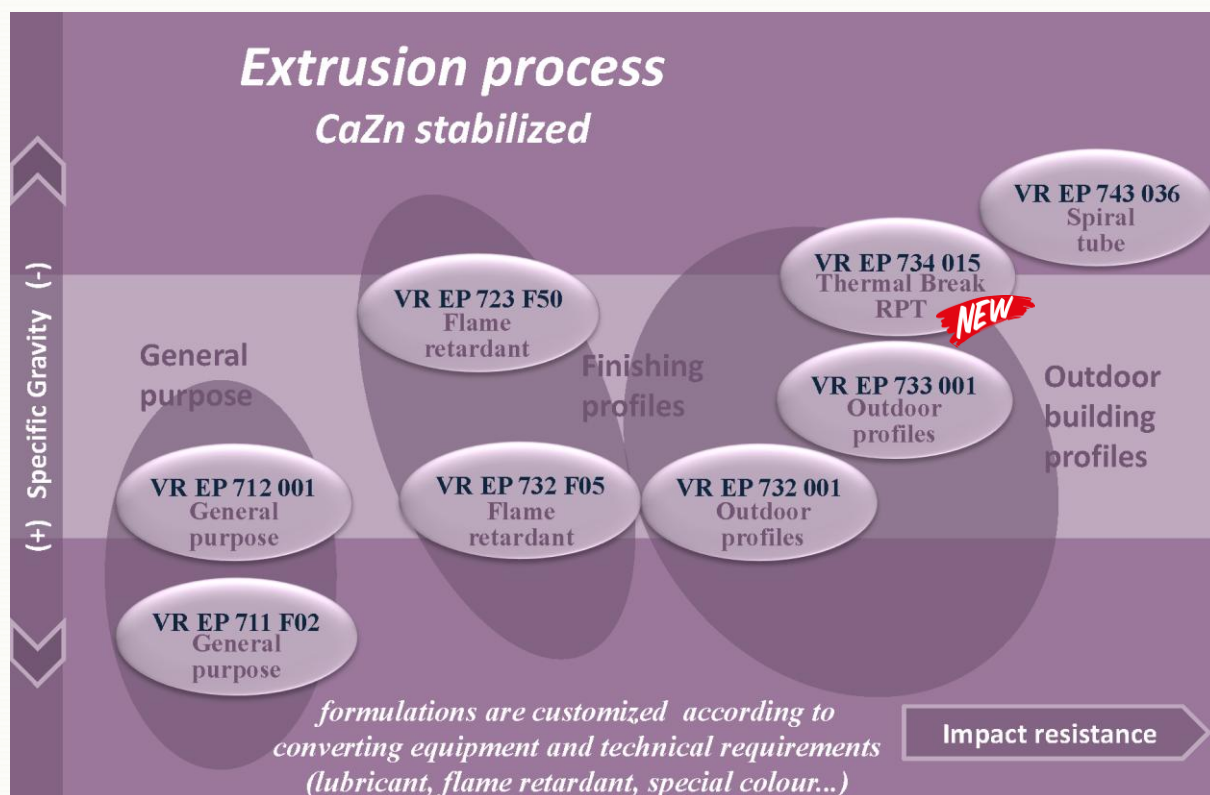 Extrusion process
CaZn stabilized
(+) Specific Gravity (-)
VR EP 743 036
Spiral
tube
VR EP 734 015
Thermal Break
RPT
NEW
VR EP 723 F50
Flame
retardant
General
purpose
Finishing
profiles
VR EP 733 001
Outdoor
profiles
Outdoor
building
profiles
VR EP 712 001
General
purpose
VR EP 732 F05
Flame
retardant
VR EP 732 001
Outdoor
profiles
VR EP 711 F02
General
purpose
formulations are customized according to
converting equipment and technical requirements
(lubricant, flame retardant, special colour...)
Impact resistance